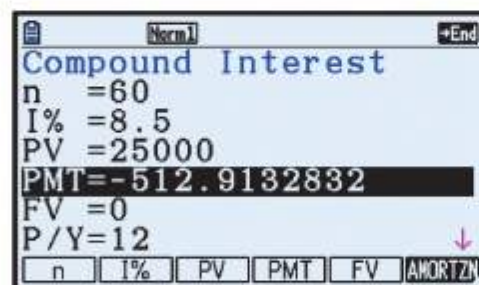 Norm1 →End
Compound Interest
n =60
I% =8.5
PV =25000
PMT=-512.9132832
FV =0
P/Y=12 ↓
n I% PV PMT FV AMORTZN